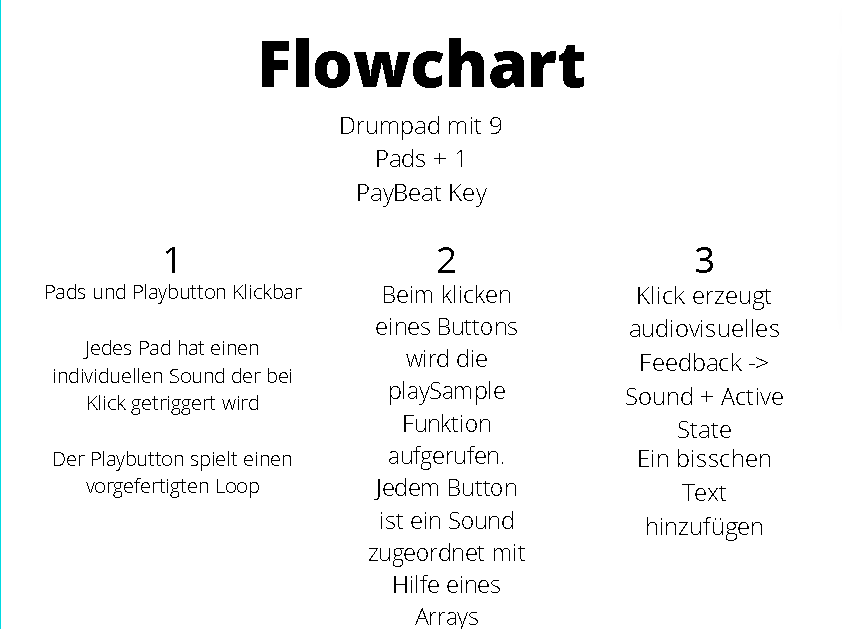 Flowchart
Drumpad mit 9
Pads + 1
PayBeat Key
1
Pads und Playbutton Klickbar
Jedes Pad hat einen
individuellen Sound der bei
Klick getriggert wird
Der Playbutton spielt einen
vorgefertigten Loop
2
Beim klicken
eines Buttons
wird die
playSample
Funktion
aufgerufen.
Jedem Button
ist ein Sound
zugeordnet mit
Hilfe eines
Arrays
3
Klick erzeugt
audiovisuelles
Feedback ->
Sound + Active
State
Ein bisschen
Text
hinzufügen